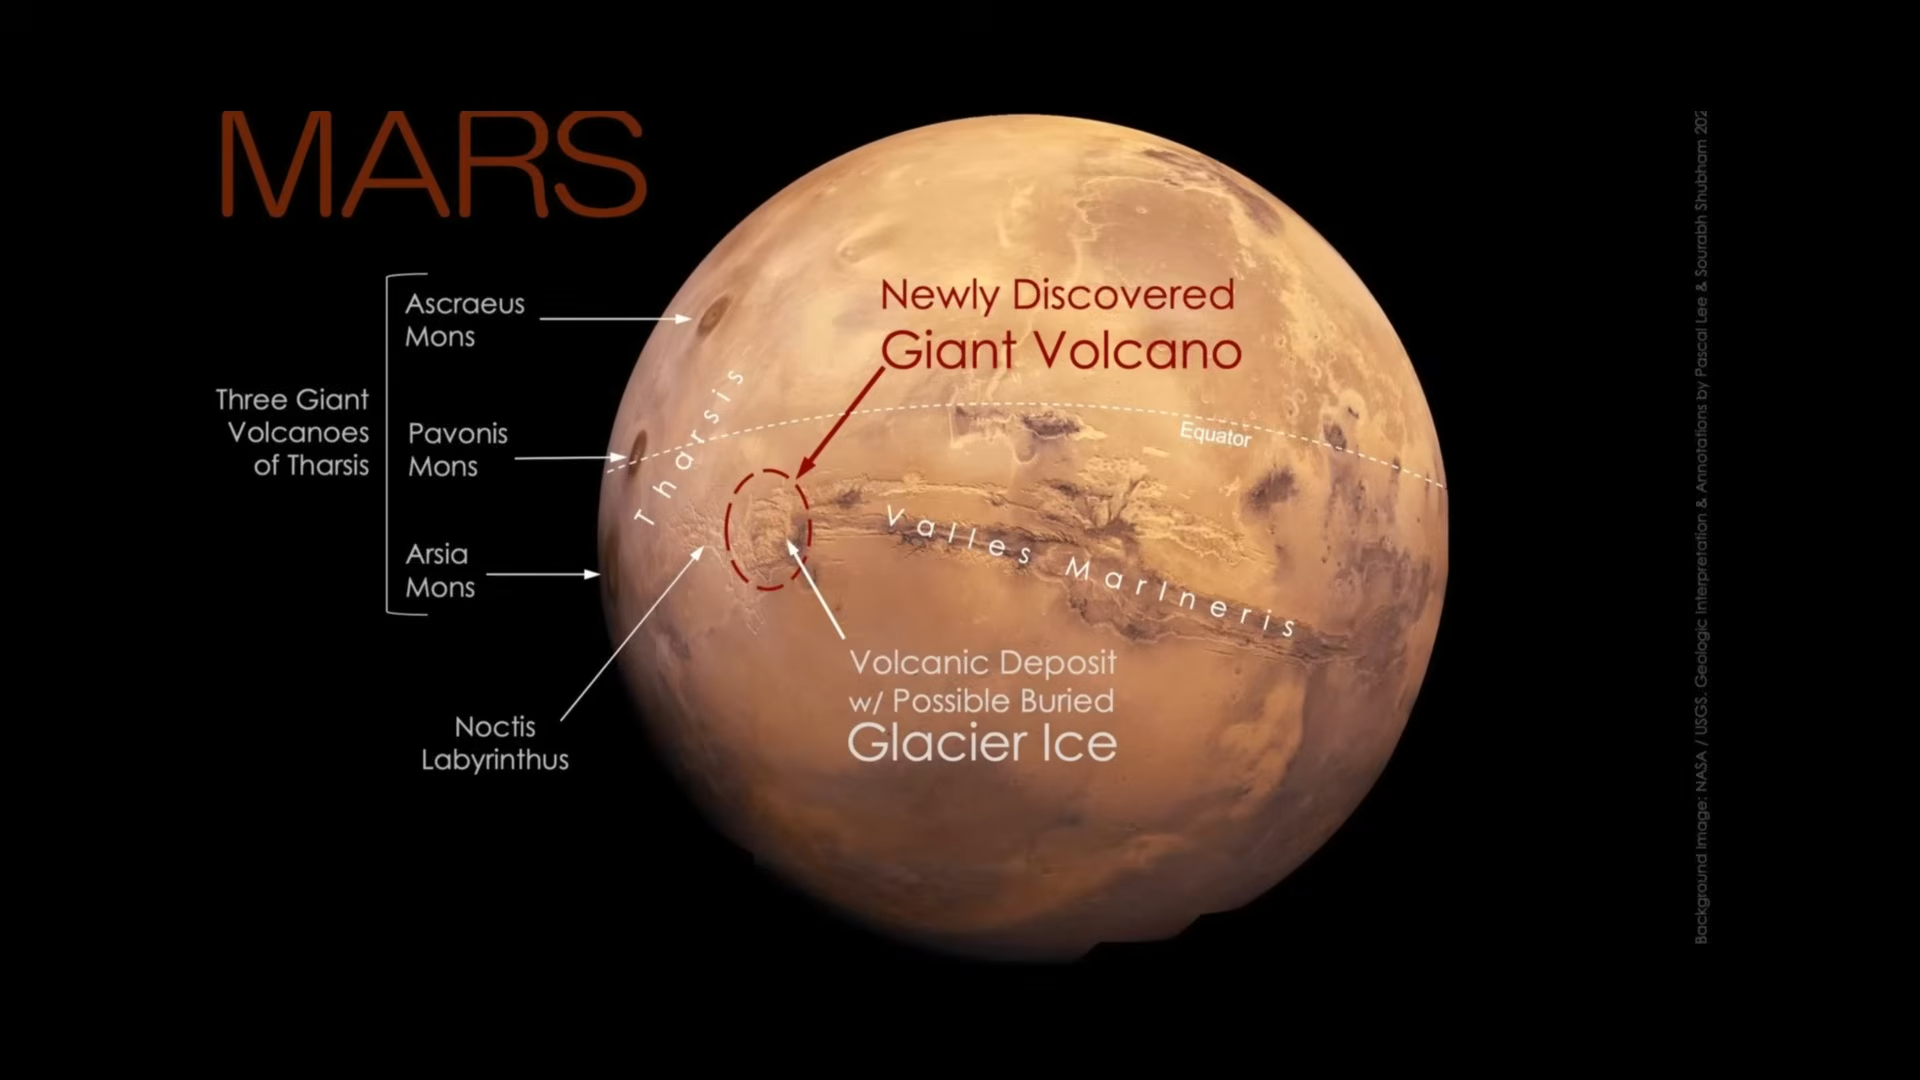 MARS
Ascraeus
Mons
Three Giant
Volcanoes
of Tharsis
Pavonis
Mons
Arsia
Mons
Noctis
Labyrinthus
Tharsis
Newly Discovered
Giant Volcano
Equator
Valles MarIneris
Volcanic Deposit
w/ Possible Buried
Glacier Ice
Background Image: NASA / USGS. Geologic Interpretation & Annotations by Pascal Lee & Sourabh Shubham 202